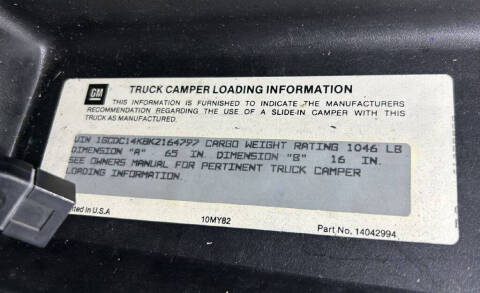 GM
TRUCK CAMPER LOADING INFORMATION
THIS INFORMATION IS FURNISHED TO INDICATE THE MANUFACTURERS
RECOMMENDATION REGARDING THE USE OF A SLIDE-IN CAMPER WITH THIS
TRUCK AS MANUFACTURED.
VIN 1GCDC14K8KZ164797 CARGO WEIGHT RATING 1046 LB
DIMENSION "A" 65 IN. DIMENSION "B" 16 IN.
SEE OWNERS MANUAL FOR PERTINENT TRUCK CAMPER
LOADING INFORMATION.
nted in U.S.A
10MY82
Part No. 14042994